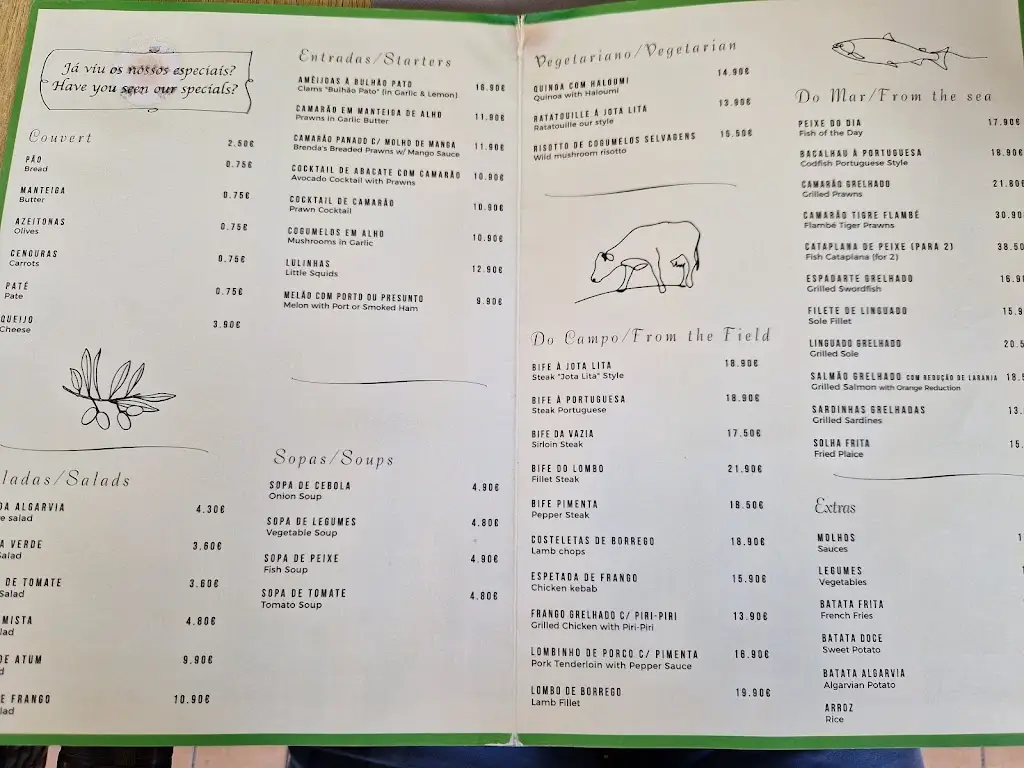 Já viu os nossos especiais?
Have you seen our specials?
Couvert 2.50€
PÃO 0.75€
Bread
MANTEIGA 0.75€
Butter
AZEITONAS 0.75€
Olives
CENOURAS 0.75€
Carrots
PATÉ 0.75€
Pate
QUEIJO 3.90€
Cheese
ladas/Salads
DA ALGARVIA 4.30€
e salad
A VERDE 3.60€
Salad
DE TOMATE 3.60€
Salad
MISTA 4.80€
lad
DE ATUM 9.90€
d
E FRANGO 10.90€
lad
Entradas/Starters
AMÊIJOAS À BULHÃO PATO 16.90€
Clams "Bulhão Pato" (in Garlic & Lemon)
CAMARÃO EM MANTEIGA DE ALHO 11.90€
Prawns in Garlic Butter
CAMARÃO PANADO C/ MOLHO DE MANGA 11.90€
Brenda's Breaded Prawns w/ Mango Sauce
COCKTAIL DE ABACATE COM CAMARÃO 10.90€
Avocado Cocktail with Prawns
COCKTAIL DE CAMARÃO 10.90€
Prawn Cocktail
COGUMELOS EM ALHO 10.90€
Mushrooms in Garlic
LULINHAS 12.90€
Little Squids
MELÃO COM PORTO OU PRESUNTO 9.90€
Melon with Port or Smoked Ham
Sopas/Soups
SOPA DE CEBOLA 4.90€
Onion Soup
SOPA DE LEGUMES 4.80€
Vegetable Soup
SOPA DE PEIXE 4.90€
Fish Soup
SOPA DE TOMATE 4.80€
Tomato Soup
Vegetariano/Vegetarian
QUINOA COM HALOUMI 14.90€
Quinoa with Haloumi
RATATOUILLE À JOTA LITA 13.90€
Ratatouille our style
RISOTTO DE COGUMELOS SELVAGENS 15.50€
Wild mushroom risotto
Do Campo/From the Field
BIFE À JOTA LITA 18.90€
Steak "Jota Lita" Style
BIFE À PORTUGUESA 18.90€
Steak Portuguese
BIFE DA VAZIA 17.50€
Sirloin Steak
BIFE DO LOMBO 21.90€
Fillet Steak
BIFE PIMENTA 18.50€
Pepper Steak
COSTELETAS DE BORREGO 18.90€
Lamb chops
ESPETADA DE FRANGO 15.90€
Chicken kebab
FRANGO GRELHADO C/ PIRI-PIRI 13.90€
Grilled Chicken with Piri-Piri
LOMBINHO DE PORCO C/ PIMENTA 16.90€
Pork Tenderloin with Pepper Sauce
LOMBO DE BORREGO 19.90€
Lamb Fillet
Do Mar/From the sea
PEIXE DO DIA 17.90€
Fish of the Day
BACALHAU À PORTUGUESA 18.90€
Codfish Portuguese Style
CAMARÃO GRELHADO 21.80€
Grilled Prawns
CAMARÃO TIGRE FLAMBÉ 30.90
Flambé Tiger Prawns
CATAPLANA DE PEIXE (PARA 2) 38.50
Fish Cataplana (for 2)
ESPADARTE GRELHADO 16.9
Grilled Swordfish
FILETE DE LINGUADO 15.9
Sole Fillet
LINGUADO GRELHADO 20.5
Grilled Sole
SALMÃO GRELHADO COM REDUÇÃO DE LARANJA 18.5
Grilled Salmon with Orange Reduction
SARDINHAS GRELHADAS 13.
Grilled Sardines
SOLHA FRITA 15.
Fried Plaice
Extras
MOLHOS 1
Sauces
LEGUMES
Vegetables
BATATA FRITA
French Fries
BATATA DOCE
Sweet Potato
BATATA ALGARVIA
Algarvian Potato
ARROZ
Rice